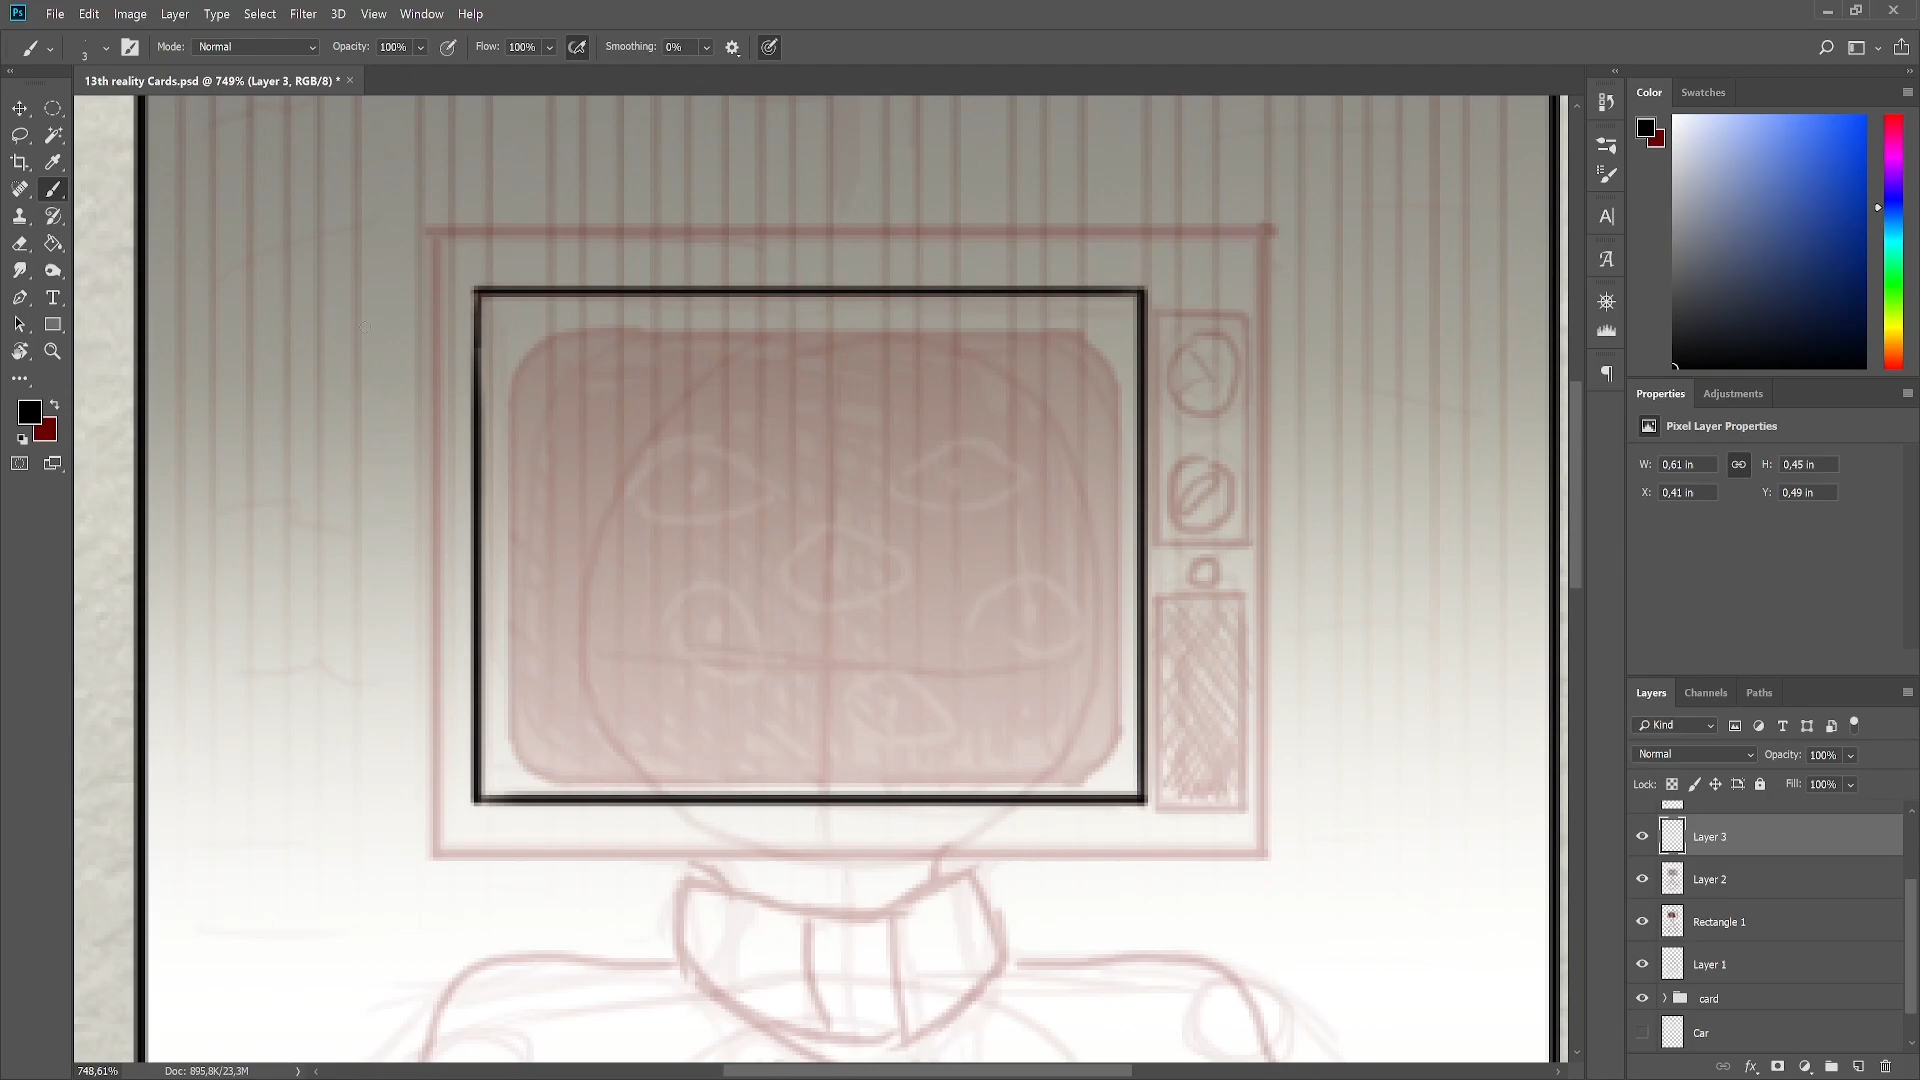 Ps File Edit Image Layer Type Select Filter 3D View Window Help
3 Mode: Normal Opacity: 100% Flow: 100% Smoothing: 0%
13th reality Cards.psd @ 749% (Layer 3, RGB/8) * ×
Color Swatches
Properties Adjustments
Pixel Layer Properties
W: 0,61 in H: 0,45 in
X: 0,41 in Y: 0,49 in
Layers Channels Paths
Kind
Normal Opacity: 100%
Lock: Fill: 100%
Layer 3
Layer 2
Rectangle 1
Layer 1
card
Car
748,61% Doc: 895,8K/23,3M